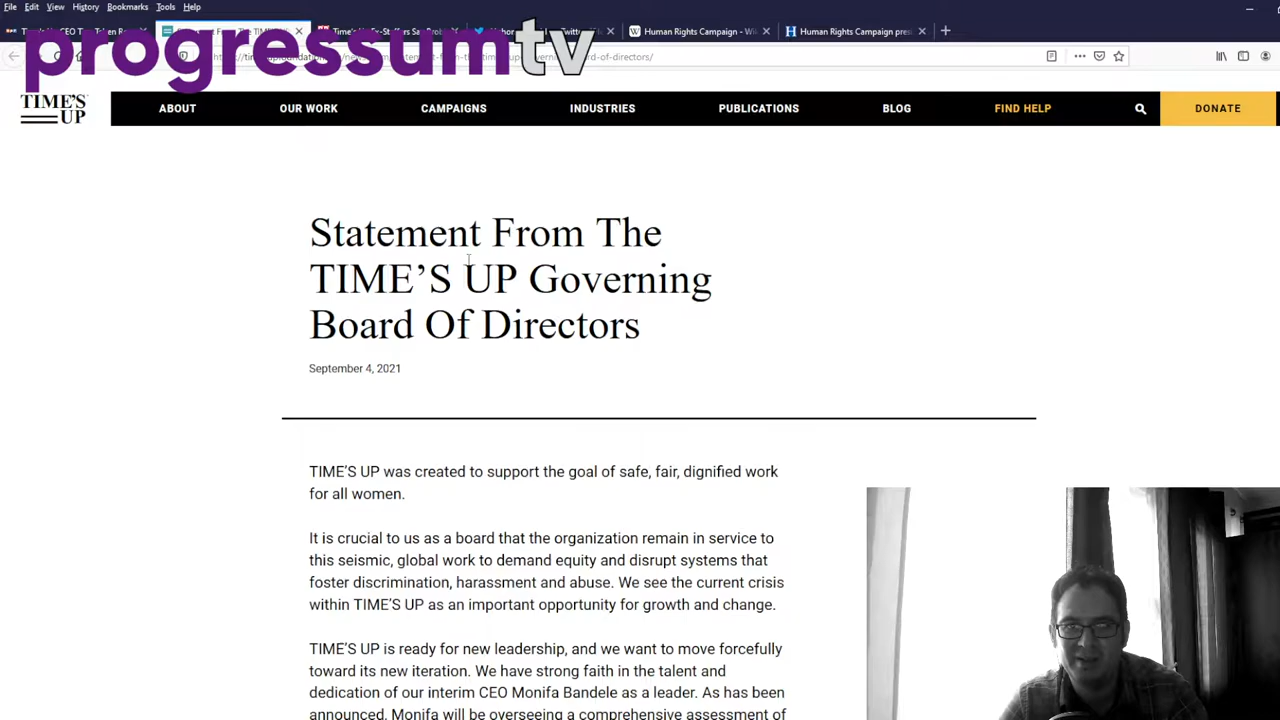 File Edit View History Bookmarks Tools Help
Human Rights Campaign - Wi
Human Rights Campaign pres
progressumtv
oard-of-directors/
TIME'S
UP
ABOUT
OUR WORK
CAMPAIGNS
INDUSTRIES
PUBLICATIONS
BLOG
FIND HELP
DONATE
Statement From The
TIME’S UP Governing
Board Of Directors
September 4, 2021
TIME’S UP was created to support the goal of safe, fair, dignified work
for all women.
It is crucial to us as a board that the organization remain in service to
this seismic, global work to demand equity and disrupt systems that
foster discrimination, harassment and abuse. We see the current crisis
within TIME’S UP as an important opportunity for growth and change.
TIME’S UP is ready for new leadership, and we want to move forcefully
toward its new iteration. We have strong faith in the talent and
dedication of our interim CEO Monifa Bandele as a leader. As has been
announced, Monifa will be overseeing a comprehensive assessment of